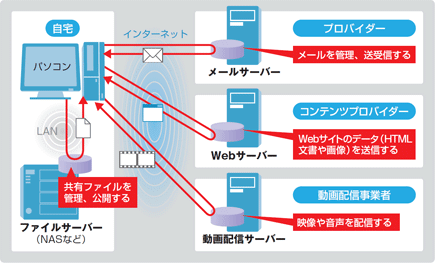 自宅
パソコン
LAN
共有ファイルを
管理、公開する
ファイルサーバー
(NASなど)
インターネット
プロバイダー
メールを管理、送受信する
メールサーバー
コンテンツプロバイダー
Webサイトのデータ(HTML
文書や画像)を送信する
Webサーバー
動画配信事業者
映像や音声を配信する
動画配信サーバー